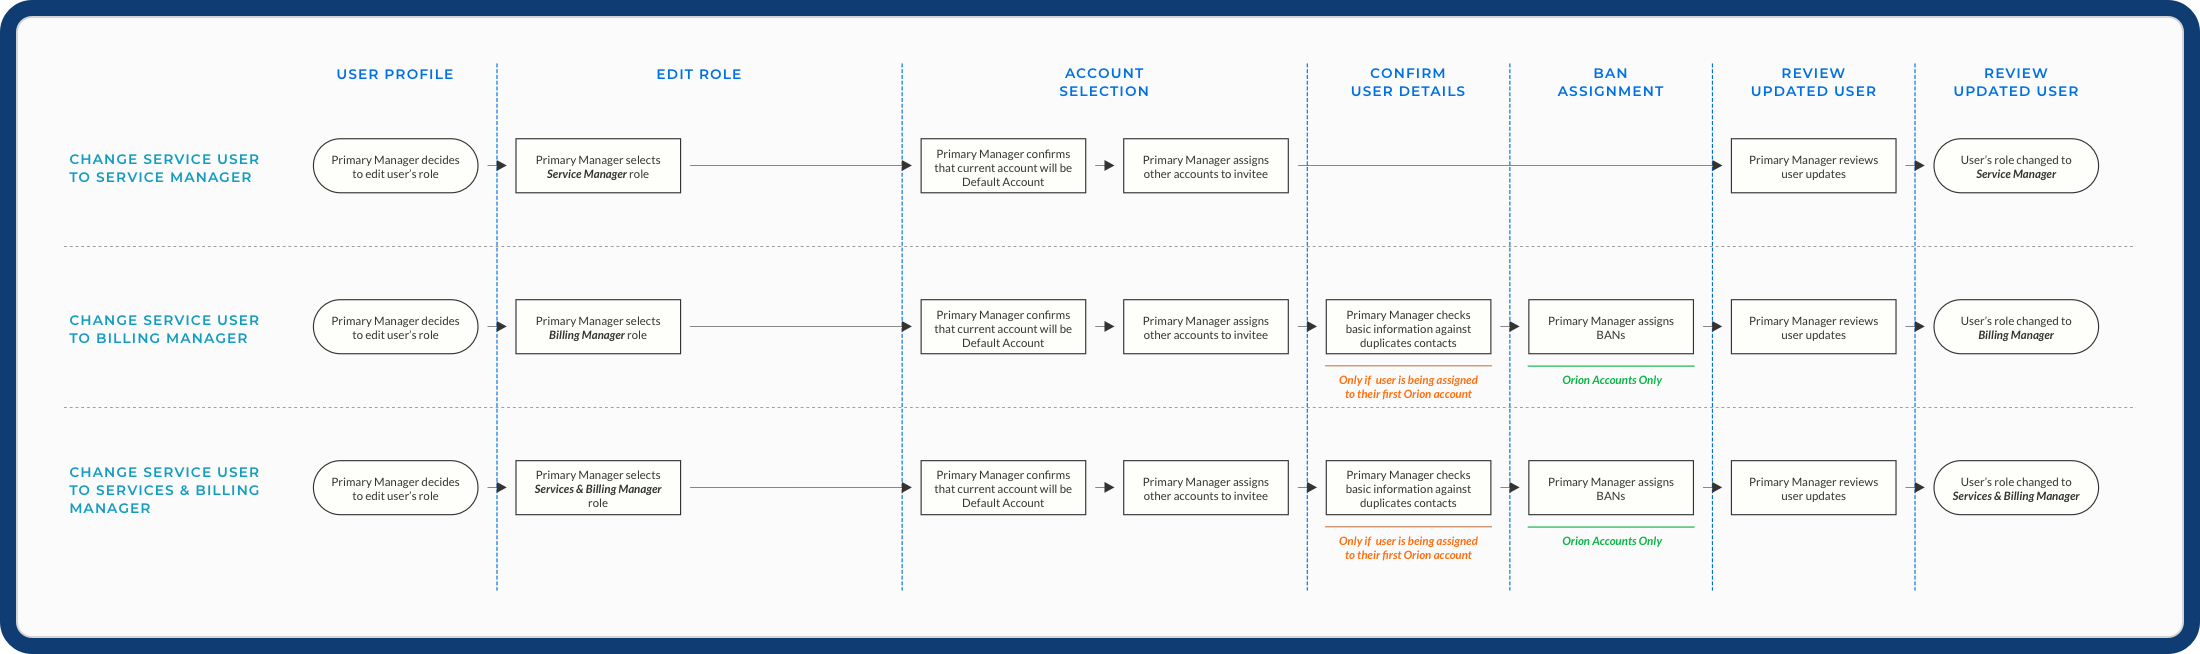 USER PROFILE
EDIT ROLE
ACCOUNT
SELECTION
CONFIRM
USER DETAILS
BAN
ASSIGNMENT
REVIEW
UPDATED USER
REVIEW
UPDATED USER
CHANGE SERVICE USER
TO SERVICE MANAGER
Primary Manager decides
to edit user's role
Primary Manager selects
Service Manager role
Primary Manager confirms
that current account will be
Default Account
Primary Manager assigns
other accounts to invitee
Primary Manager reviews
user updates
User's role changed to
Service Manager
CHANGE SERVICE USER
TO BILLING MANAGER
Primary Manager decides
to edit user's role
Primary Manager selects
Billing Manager role
Primary Manager confirms
that current account will be
Default Account
Primary Manager assigns
other accounts to invitee
Primary Manager checks
basic information against
duplicates contacts
Only if user is being assigned
to their first Orion account
Primary Manager assigns
BANs
Orion Accounts Only
Primary Manager reviews
user updates
User's role changed to
Billing Manager
CHANGE SERVICE USER
TO SERVICES & BILLING
MANAGER
Primary Manager decides
to edit user's role
Primary Manager selects
Services & Billing Manager
role
Primary Manager confirms
that current account will be
Default Account
Primary Manager assigns
other accounts to invitee
Primary Manager checks
basic information against
duplicates contacts
Only if user is being assigned
to their first Orion account
Primary Manager assigns
BANs
Orion Accounts Only
Primary Manager reviews
user updates
User's role changed to
Services & Billing Manager